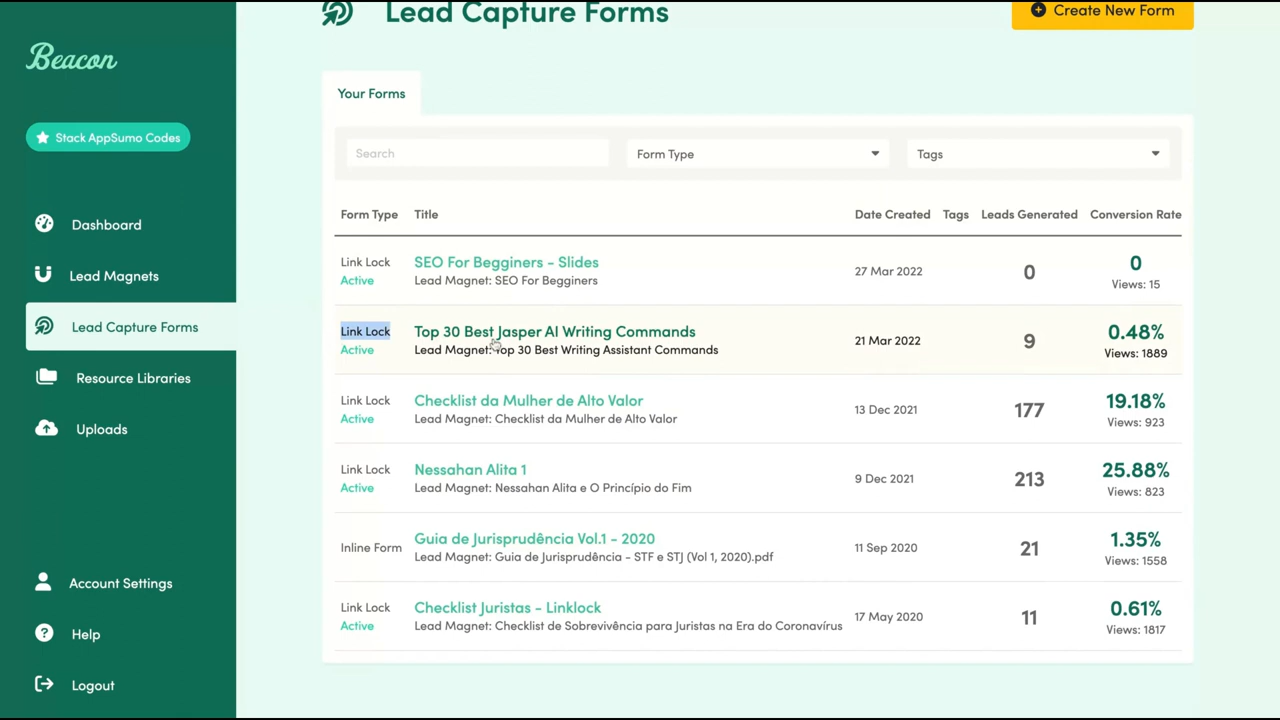 Lead Capture Forms
Create New Form
Beacon
Stack AppSumo Codes
Dashboard
Lead Magnets
Lead Capture Forms
Resource Libraries
Uploads
Account Settings
Help
Logout
Your Forms
Search
Form Type
Tags
Form Type Title Date Created Tags Leads Generated Conversion Rate
Link Lock SEO For Begginers - Slides 27 Mar 2022 0 0
Active Lead Magnet: SEO For Begginers Views: 15
Link Lock Top 30 Best Jasper AI Writing Commands 21 Mar 2022 9 0.48%
Active Lead Magnet: Top 30 Best Writing Assistant Commands Views: 1889
Link Lock Checklist da Mulher de Alto Valor 13 Dec 2021 177 19.18%
Active Lead Magnet: Checklist da Mulher de Alto Valor Views: 923
Link Lock Nessahan Alita 1 9 Dec 2021 213 25.88%
Active Lead Magnet: Nessahan Alita e O Princípio do Fim Views: 823
Inline Form Guia de Jurisprudência Vol.1 - 2020 11 Sep 2020 21 1.35%
Lead Magnet: Guia de Jurisprudência - STF e STJ (Vol 1, 2020).pdf Views: 1558
Link Lock Checklist Juristas - Linklock 17 May 2020 11 0.61%
Active Lead Magnet: Checklist de Sobrevivência para Juristas na Era do Coronavírus Views: 1817